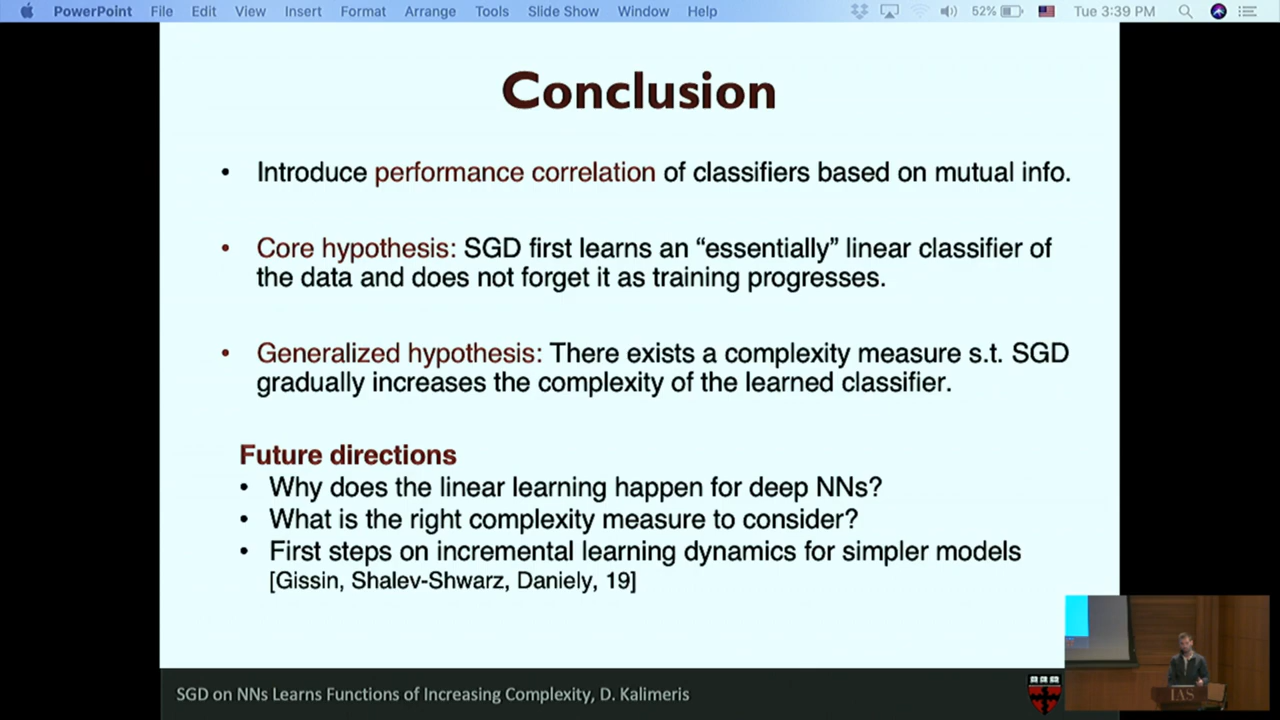 PowerPoint File Edit View Insert Format Arrange Tools Slide Show Window Help 52% Tue 3:39 PM
Conclusion
• Introduce performance correlation of classifiers based on mutual info.
• Core hypothesis: SGD first learns an “essentially” linear classifier of
the data and does not forget it as training progresses.
• Generalized hypothesis: There exists a complexity measure s.t. SGD
gradually increases the complexity of the learned classifier.
Future directions
• Why does the linear learning happen for deep NNs?
• What is the right complexity measure to consider?
• First steps on incremental learning dynamics for simpler models
[Gissin, Shalev-Shwarz, Daniely, 19]
SGD on NNs Learns Functions of Increasing Complexity, D. Kalimeris
IAS